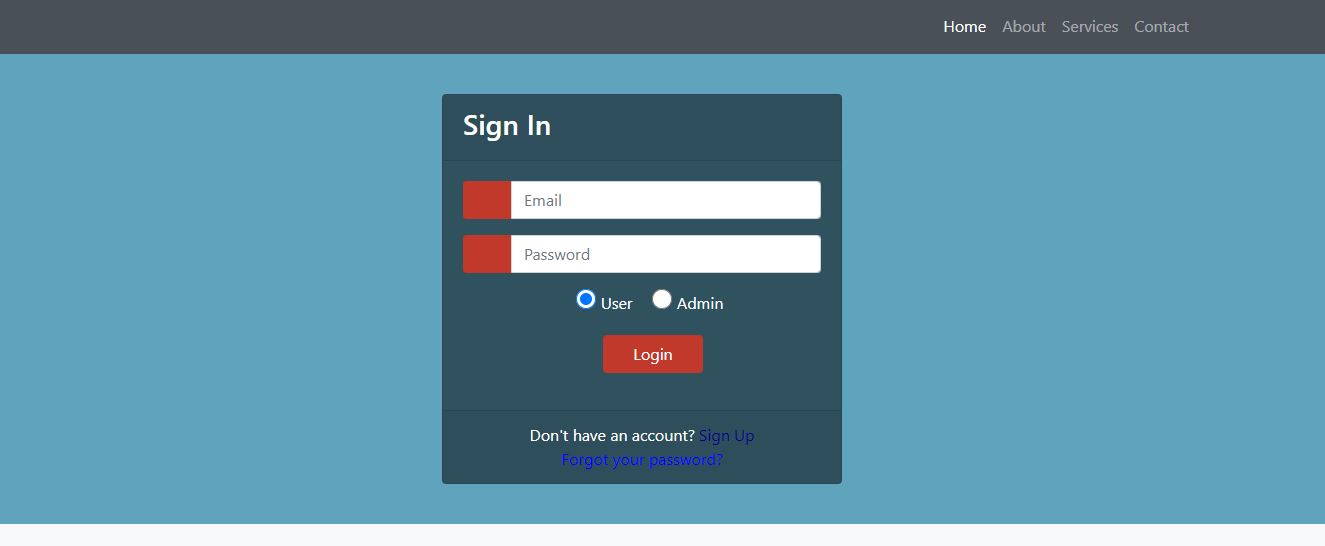 Home About Services Contact
Sign In
Email
Password
User Admin
Login
Don't have an account? Sign Up
Forgot your password?